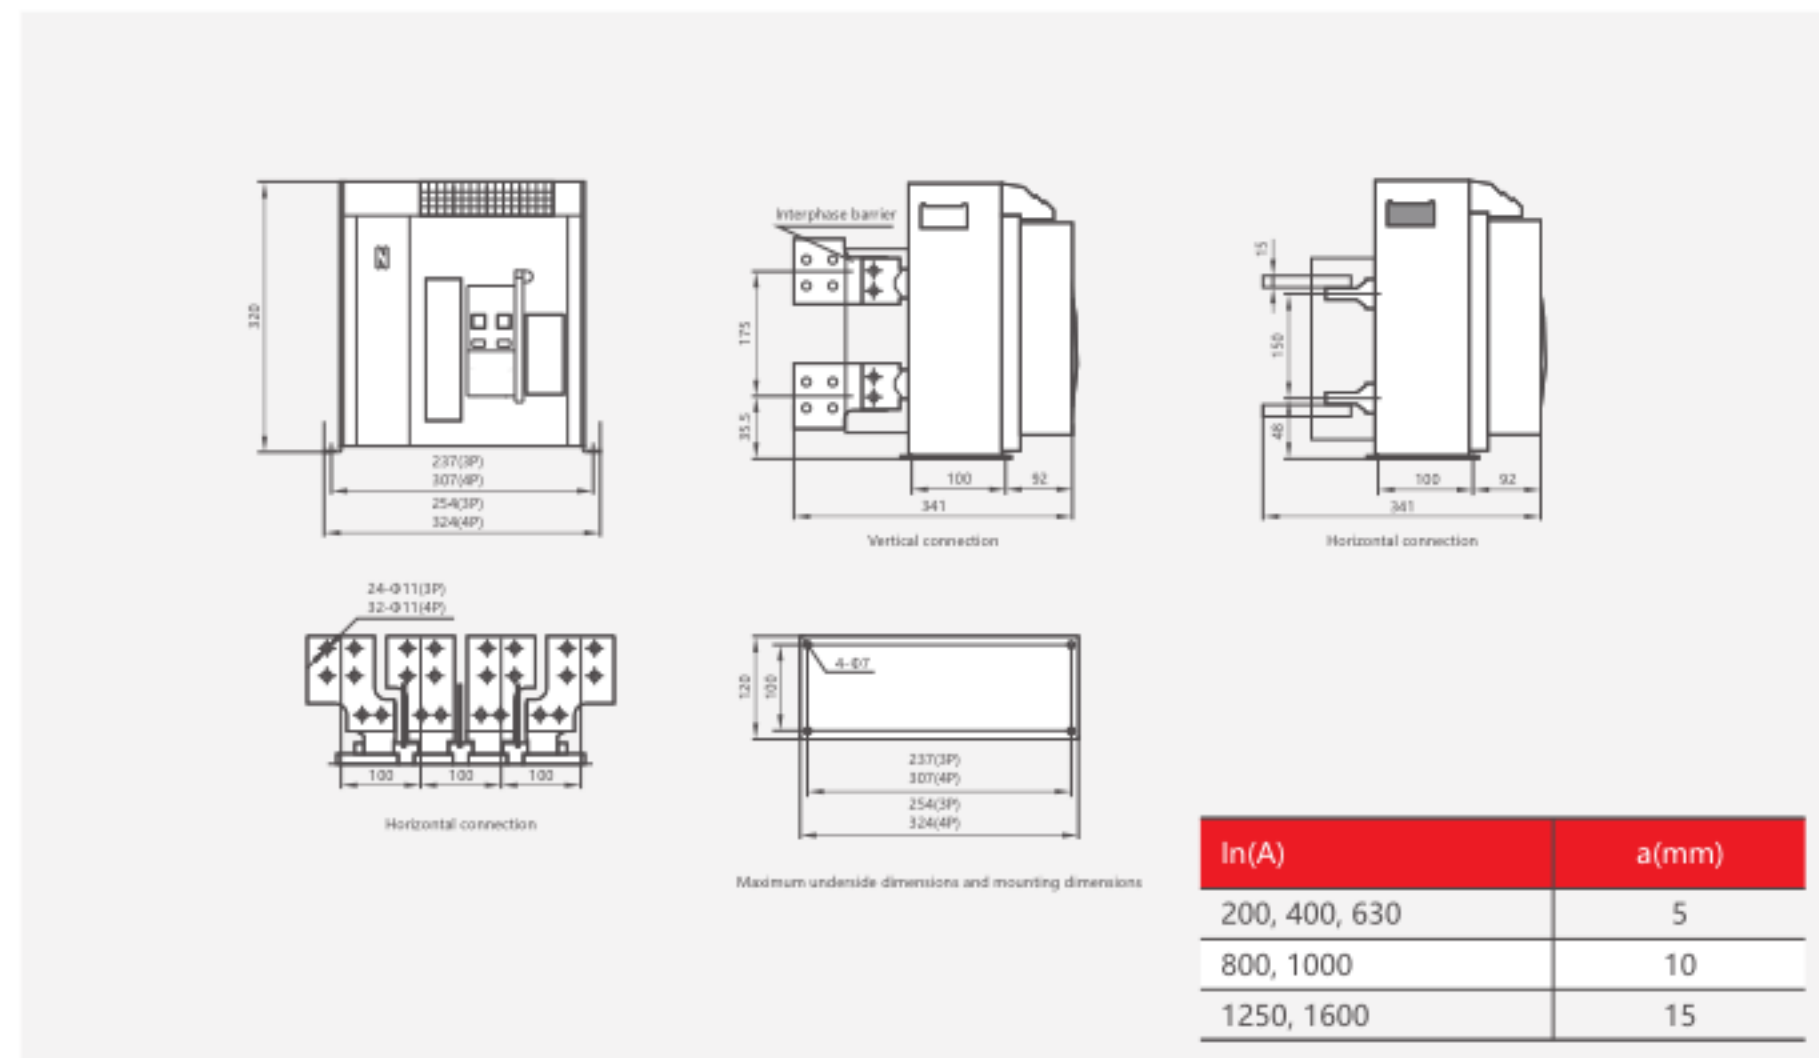 320
N
237(3P)
307(4P)
254(3P)
324(4P)
Interphase barrier
175
35.5
100
92
341
Vertical connection
15
150
48
100
92
341
Horizontal connection
24-Φ11(3P)
32-Φ11(4P)
100
100
100
Horizontal connection
4-Φ7
120
100
237(3P)
307(4P)
254(3P)
324(4P)
Maximum underside dimensions and mounting dimensions
In(A) a(mm)
200, 400, 630 5
800, 1000 10
1250, 1600 15